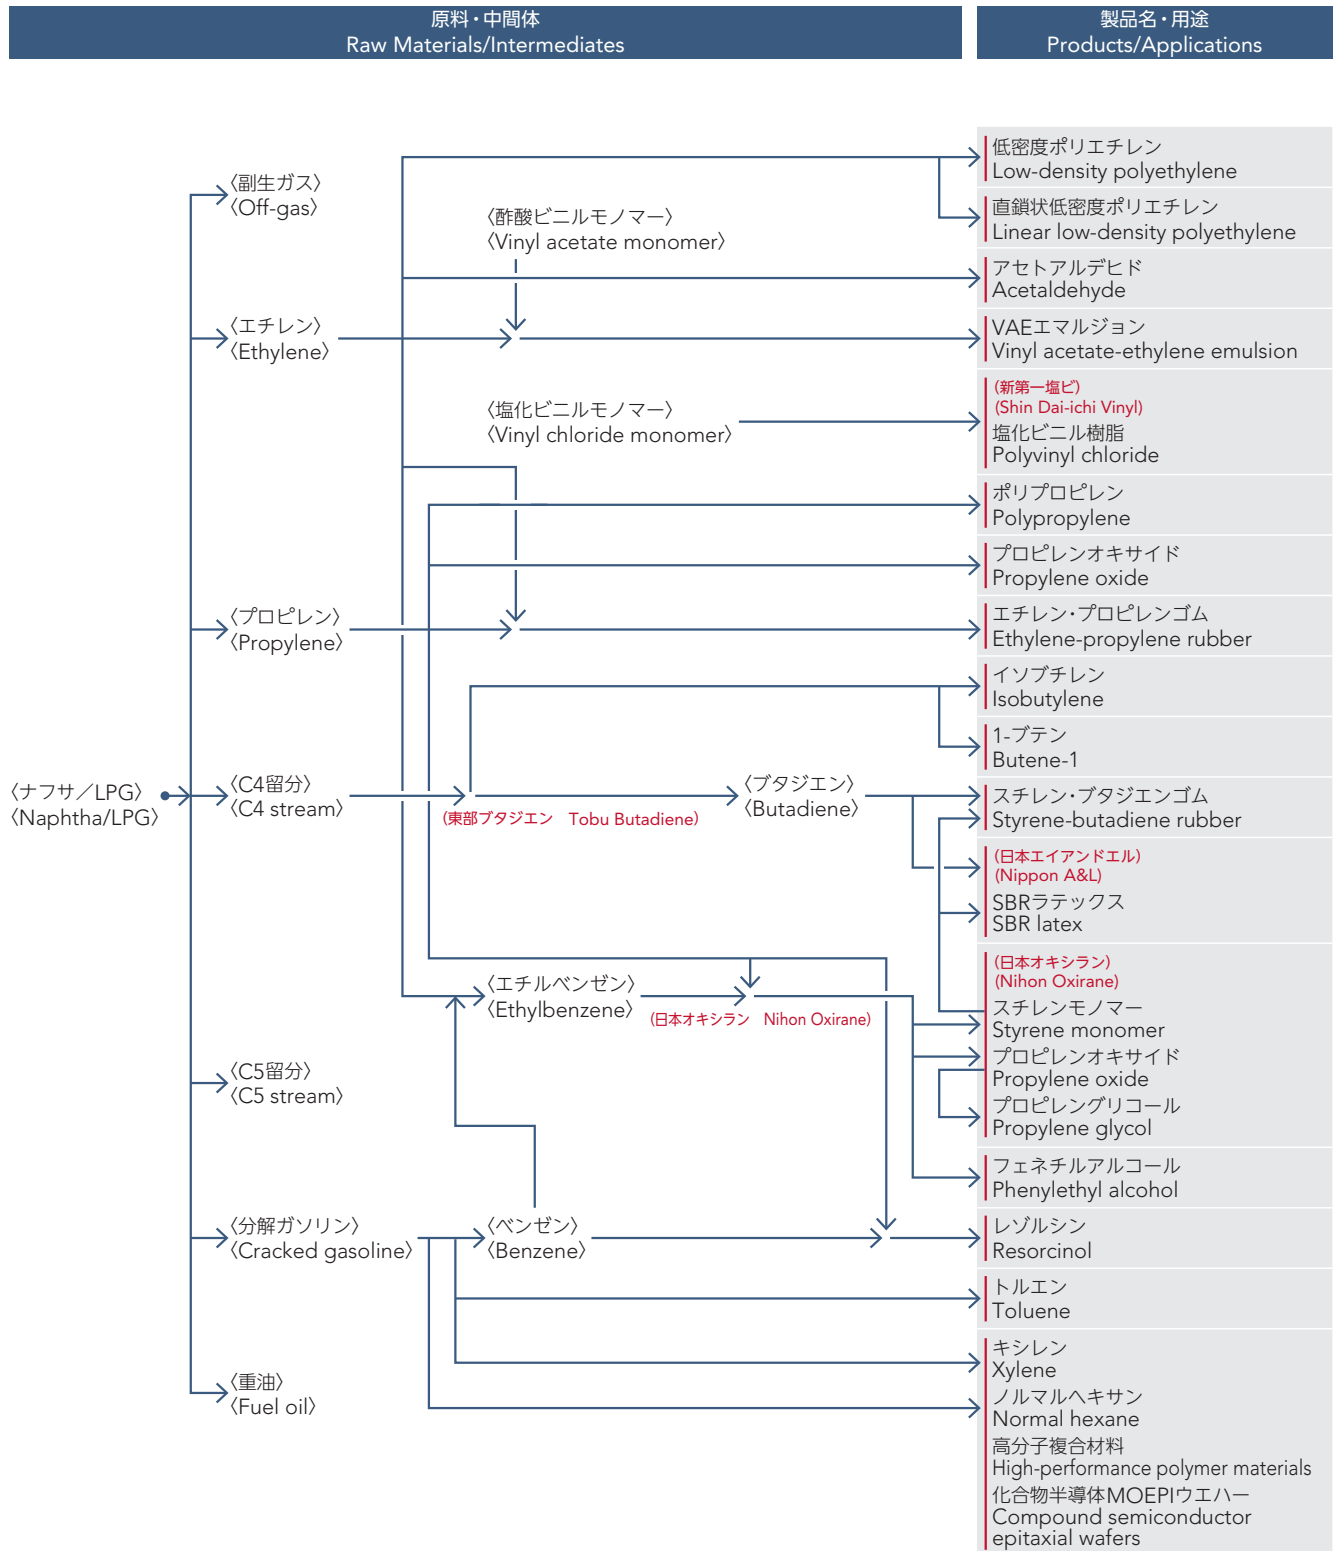 原料・中間体
Raw Materials/Intermediates
製品名・用途
Products/Applications
〈ナフサ／LPG〉
〈Naphtha/LPG〉
〈副生ガス〉
〈Off-gas〉
〈エチレン〉
〈Ethylene〉
〈プロピレン〉
〈Propylene〉
〈C4留分〉
〈C4 stream〉
〈C5留分〉
〈C5 stream〉
〈分解ガソリン〉
〈Cracked gasoline〉
〈重油〉
〈Fuel oil〉
〈酢酸ビニルモノマー〉
〈Vinyl acetate monomer〉
〈塩化ビニルモノマー〉
〈Vinyl chloride monomer〉
（東部ブタジエン　Tobu Butadiene）
〈ブタジエン〉
〈Butadiene〉
〈エチルベンゼン〉
〈Ethylbenzene〉
（日本オキシラン　Nihon Oxirane）
〈ベンゼン〉
〈Benzene〉
低密度ポリエチレン
Low-density polyethylene
直鎖状低密度ポリエチレン
Linear low-density polyethylene
アセトアルデヒド
Acetaldehyde
VAEエマルジョン
Vinyl acetate-ethylene emulsion
（新第一塩ビ）
(Shin Dai-ichi Vinyl)
塩化ビニル樹脂
Polyvinyl chloride
ポリプロピレン
Polypropylene
プロピレンオキサイド
Propylene oxide
エチレン・プロピレンゴム
Ethylene-propylene rubber
イソブチレン
Isobutylene
1-ブテン
Butene-1
スチレン・ブタジエンゴム
Styrene-butadiene rubber
（日本エイアンドエル）
(Nippon A&L)
SBRラテックス
SBR latex
（日本オキシラン）
(Nihon Oxirane)
スチレンモノマー
Styrene monomer
プロピレンオキサイド
Propylene oxide
プロピレングリコール
Propylene glycol
フェネチルアルコール
Phenylethyl alcohol
レゾルシン
Resorcinol
トルエン
Toluene
キシレン
Xylene
ノルマルヘキサン
Normal hexane
高分子複合材料
High-performance polymer materials
化合物半導体MOEPIウエハー
Compound semiconductor
epitaxial wafers